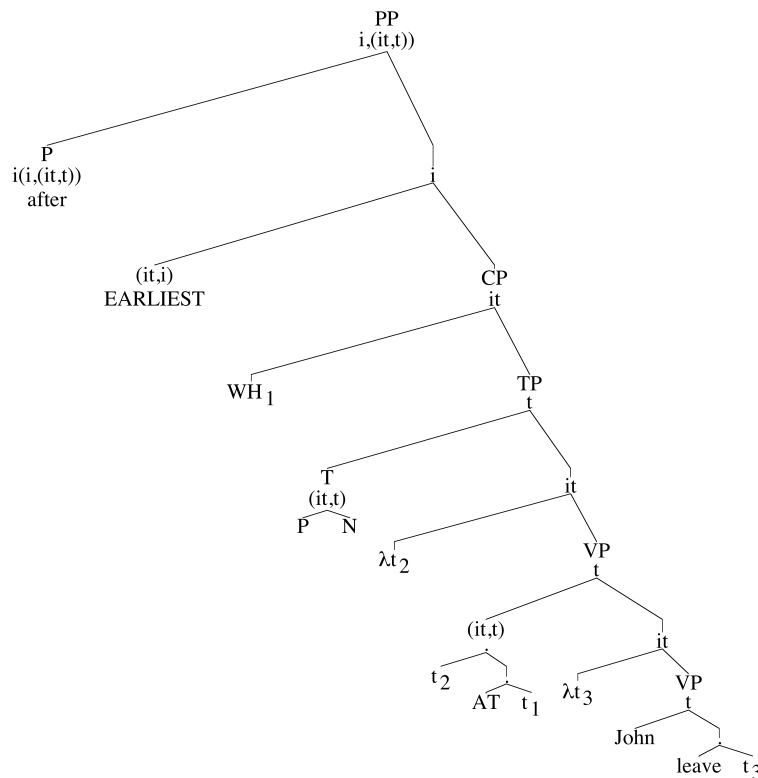 PP
i,(it,t))
P
i(i,(it,t))
after
i
(it,i)
EARLIEST
CP
it
WH1
TP
t
T
(it,t)
P N
it
λt2
VP
t
(it,t)
it
t2
AT t1
λt3
VP
t
John
leave t3